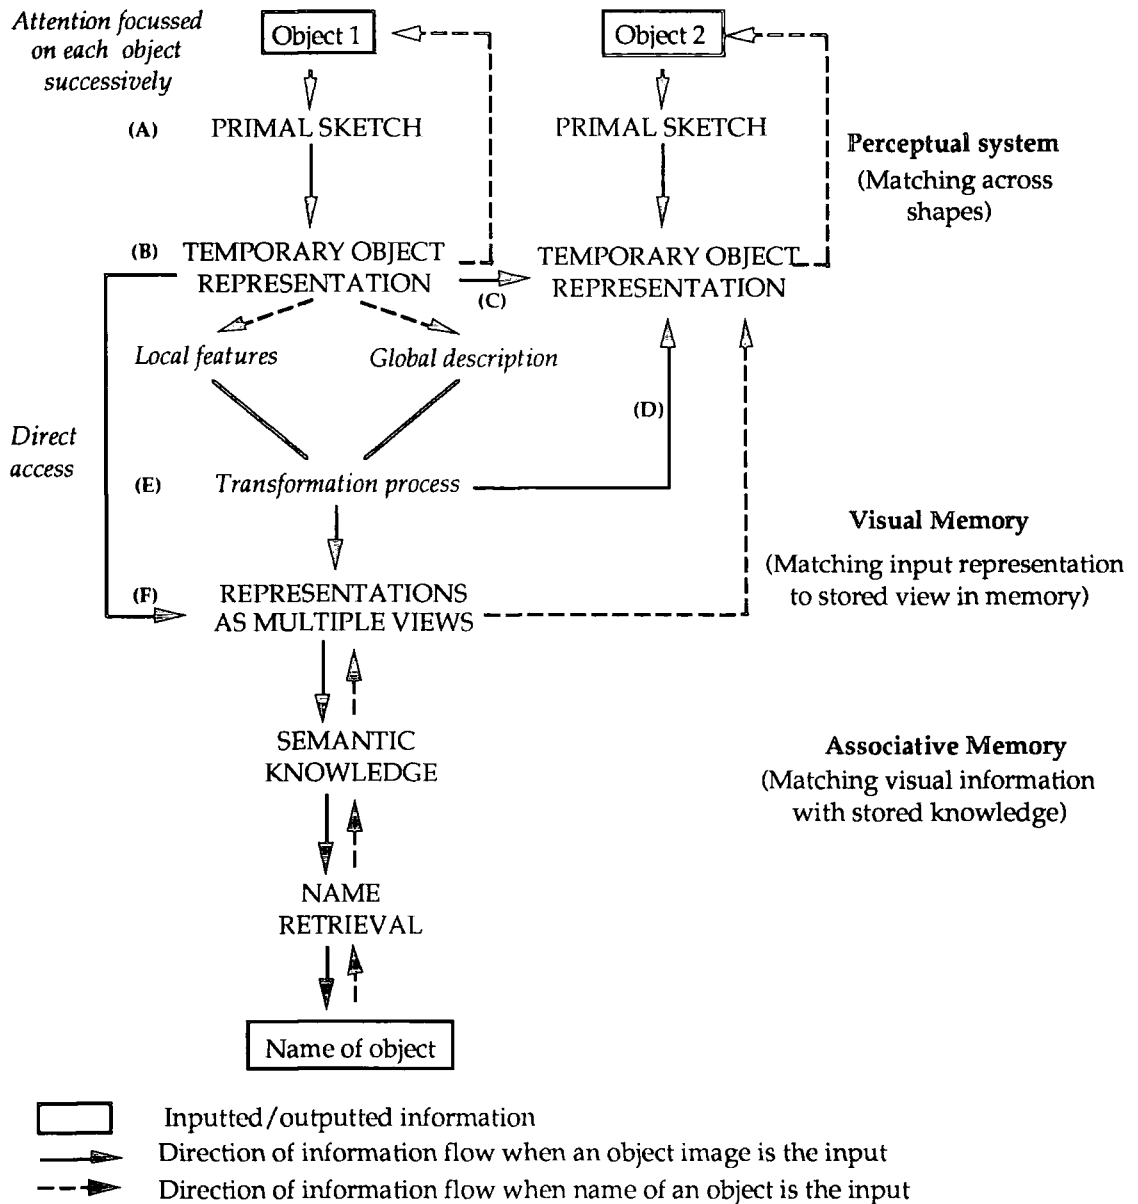 Attention focussed
on each object
successively
Object 1
Object 2
(A)
PRIMAL SKETCH
PRIMAL SKETCH
Perceptual system
(Matching across
shapes)
(B)
TEMPORARY OBJECT
REPRESENTATION
(C)
TEMPORARY OBJECT
REPRESENTATION
Local features
Global description
(D)
Direct
access
(E)
Transformation process
Visual Memory
(Matching input representation
to stored view in memory)
(F)
REPRESENTATIONS
AS MULTIPLE VIEWS
SEMANTIC
KNOWLEDGE
Associative Memory
(Matching visual information
with stored knowledge)
NAME
RETRIEVAL
Name of object
Inputted/outputted information
Direction of information flow when an object image is the input
Direction of information flow when name of an object is the input